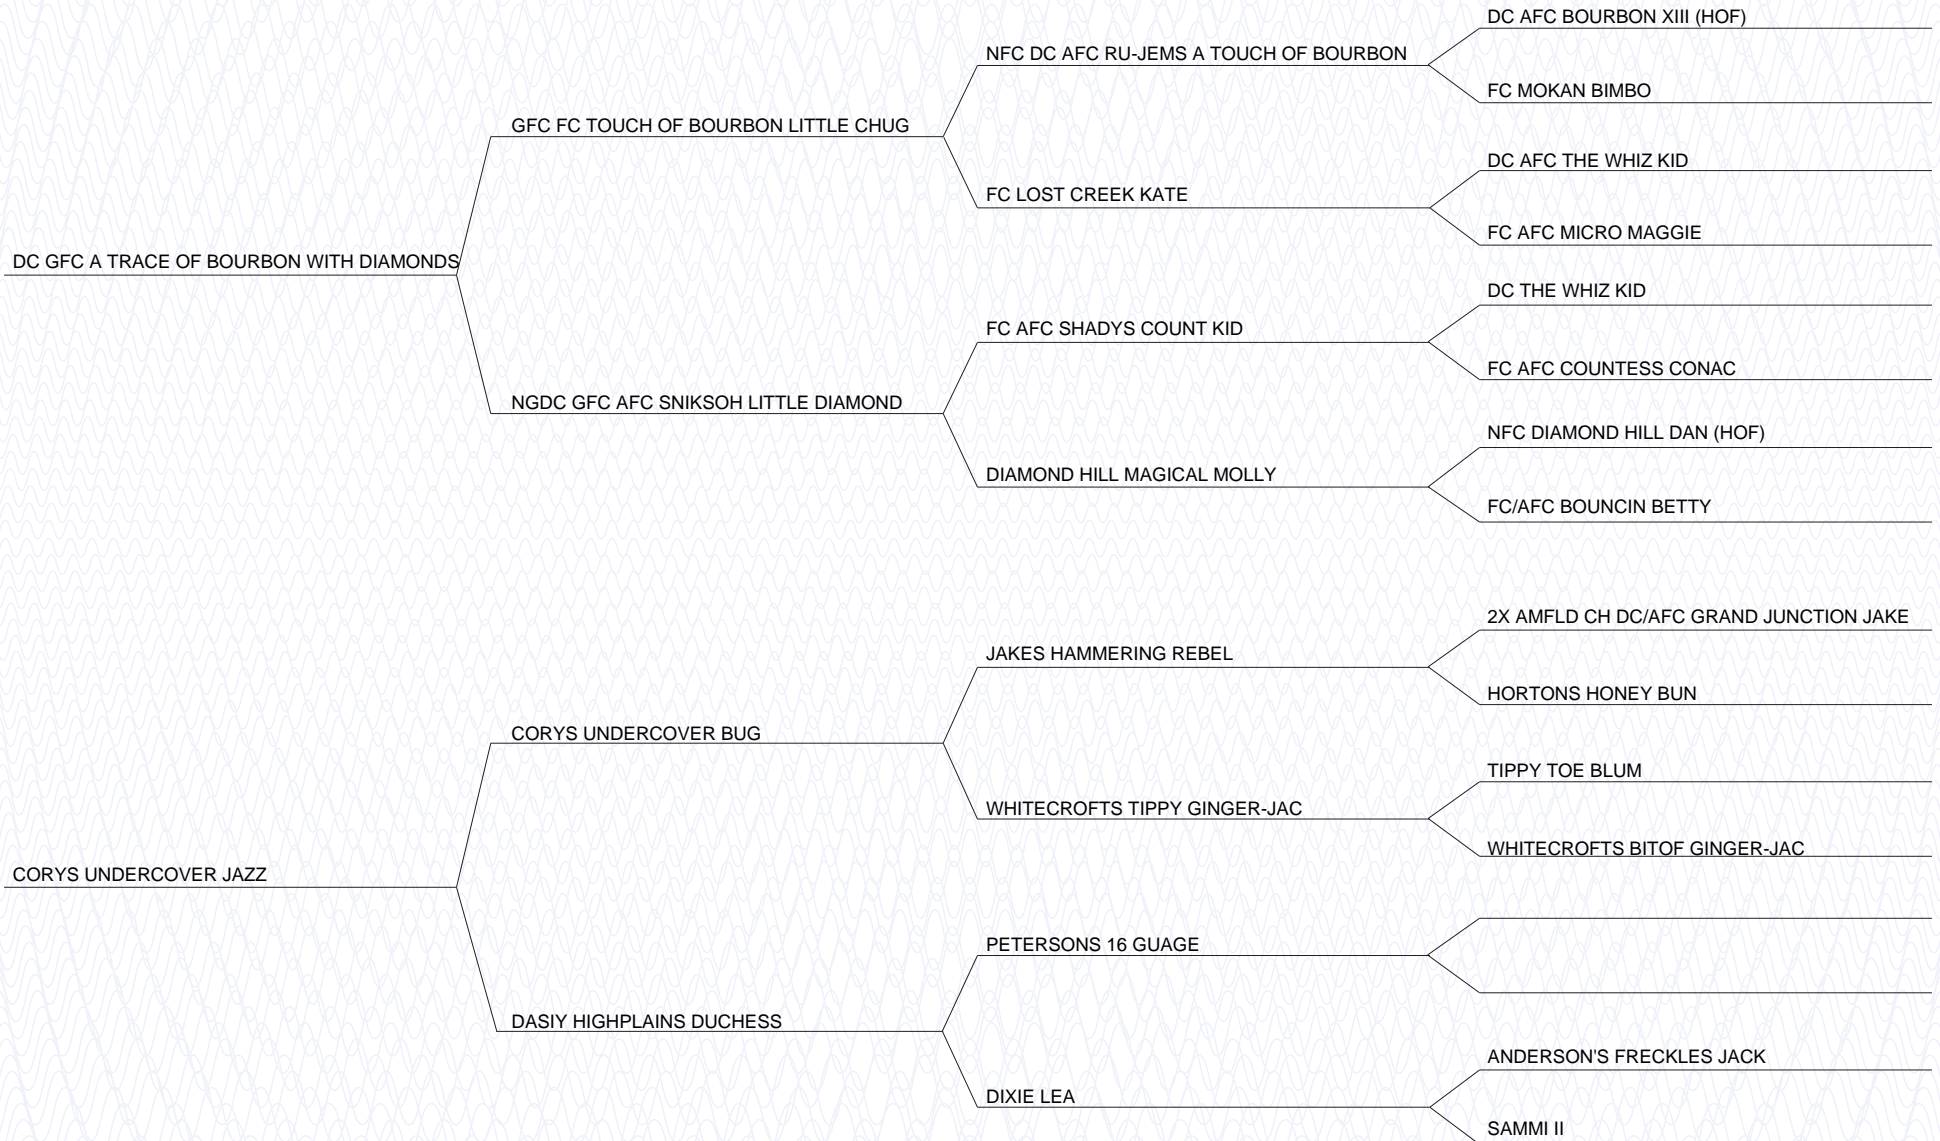 DC AFC BOURBON XIII (HOF)
NFC DC AFC RU-JEMS A TOUCH OF BOURBON
FC MOKAN BIMBO
GFC FC TOUCH OF BOURBON LITTLE CHUG
DC AFC THE WHIZ KID
FC LOST CREEK KATE
FC AFC MICRO MAGGIE
DC GFC A TRACE OF BOURBON WITH DIAMONDS
DC THE WHIZ KID
FC AFC SHADYS COUNT KID
FC AFC COUNTESS CONAC
NGDC GFC AFC SNIKSOH LITTLE DIAMOND
NFC DIAMOND HILL DAN (HOF)
DIAMOND HILL MAGICAL MOLLY
FC/AFC BOUNCIN BETTY
2X AMFLD CH DC/AFC GRAND JUNCTION JAKE
JAKES HAMMERING REBEL
HORTONS HONEY BUN
CORYS UNDERCOVER BUG
TIPPY TOE BLUM
WHITECROFTS TIPPY GINGER-JAC
WHITECROFTS BITOF GINGER-JAC
CORYS UNDERCOVER JAZZ
PETERSONS 16 GUAGE
DASIY HIGHPLAINS DUCHESS
ANDERSON'S FRECKLES JACK
DIXIE LEA
SAMMI II